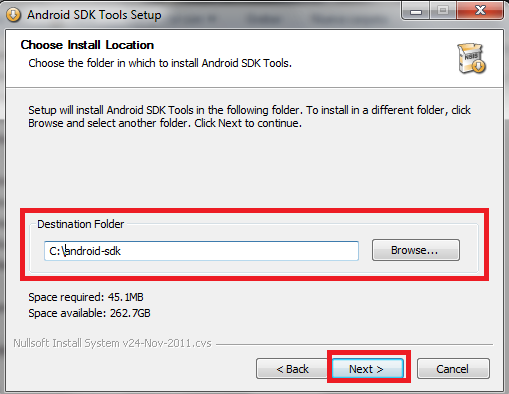 Android SDK Tools Setup
Choose Install Location
Choose the folder in which to install Android SDK Tools.
NSIS
Setup will install Android SDK Tools in the following folder. To install in a different folder, click
Browse and select another folder. Click Next to continue.
Destination Folder
C:\android-sdk
Browse...
Space required: 45.1MB
Space available: 262.7GB
Nullsoft Install System v24-Nov-2011.cvs
< Back
Next >
Cancel